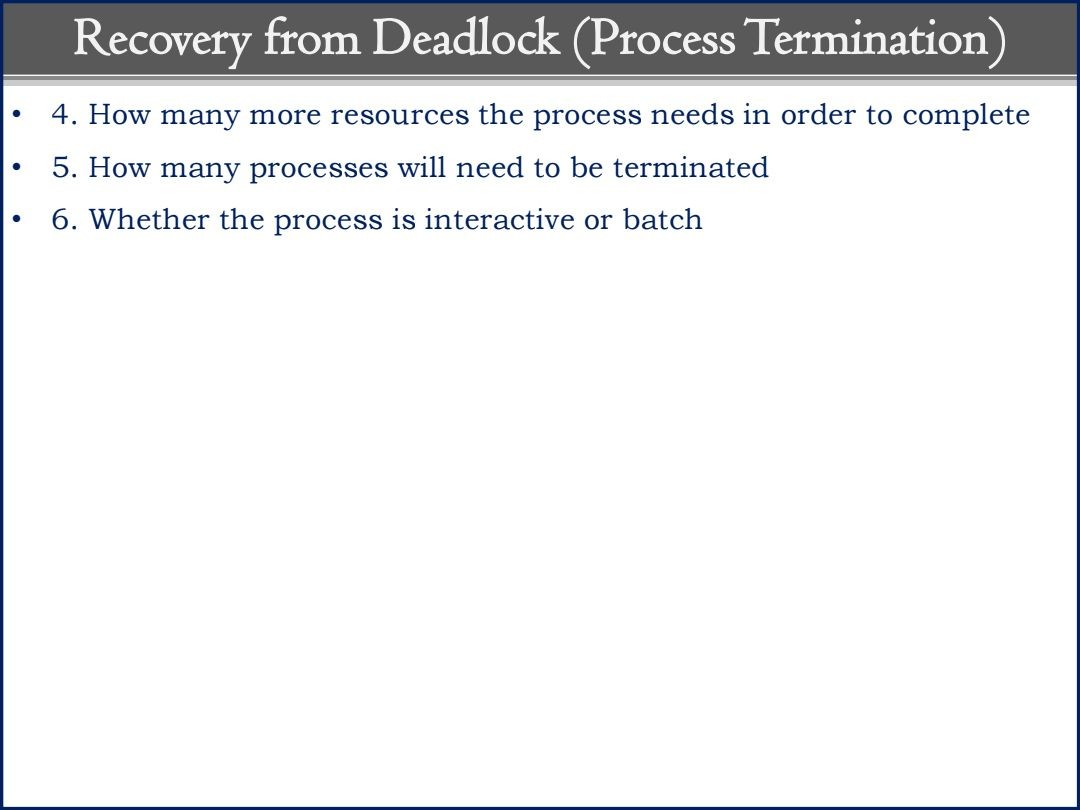 Recovery from Deadlock (Process Termination)
• 4. How many more resources the process needs in order to complete
• 5. How many processes will need to be terminated
• 6. Whether the process is interactive or batch